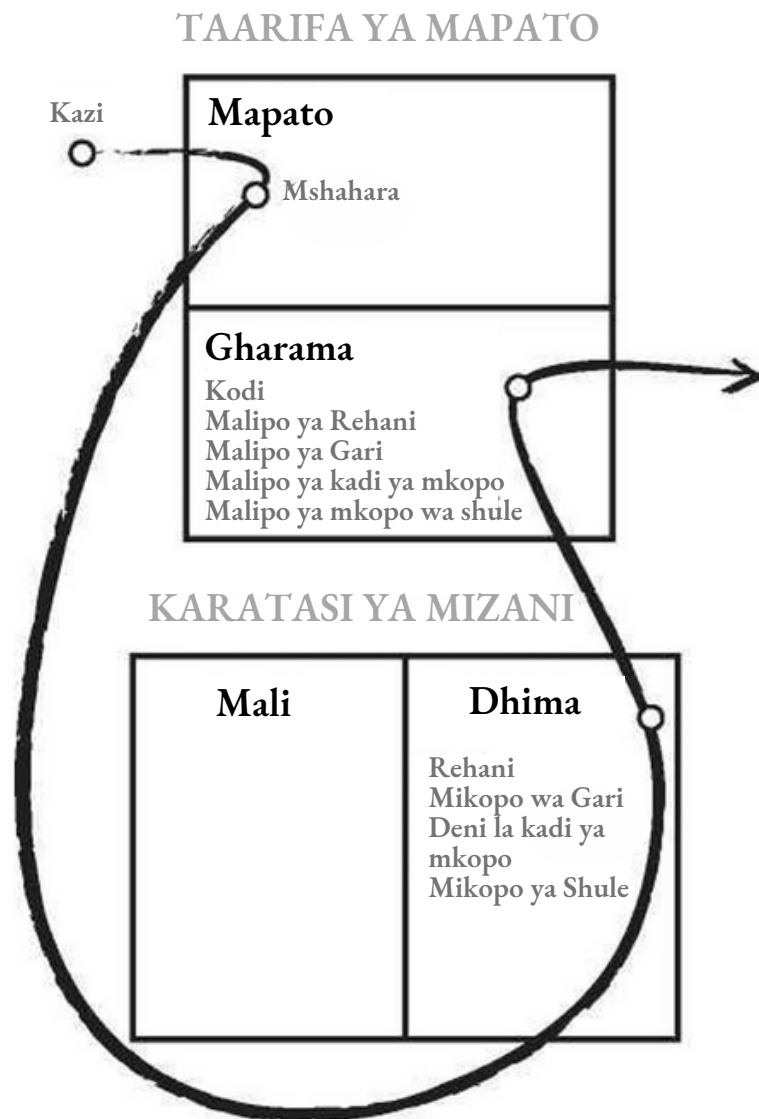 TAARIFA YA MAPATO
Kazi
Mapato
Mshahara
Gharama
Kodi
Malipo ya Rehani
Malipo ya Gari
Malipo ya kadi ya mkopo
Malipo ya mkopo wa shule
KARATASI YA MIZANI
Mali
Dhima
Rehani
Mikopo wa Gari
Deni la kadi ya
mkopo
Mikopo ya Shule